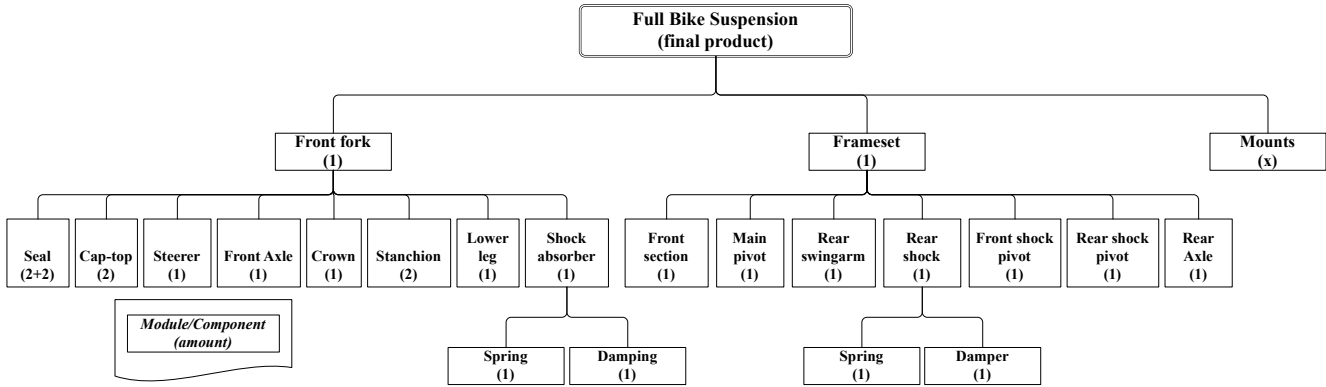 Full Bike Suspension
(final product)
Front fork
(1)
Frameset
(1)
Mounts
(x)
Seal
(2+2)
Cap-top
(2)
Steerer
(1)
Front Axle
(1)
Crown
(1)
Stanchion
(2)
Lower
leg
(1)
Shock
absorber
(1)
Front
section
(1)
Main
pivot
(1)
Rear
swingarm
(1)
Rear
shock
(1)
Front shock
pivot
(1)
Rear shock
pivot
(1)
Rear
Axle
(1)
Module/Component
(amount)
Spring
(1)
Damping
(1)
Spring
(1)
Damper
(1)